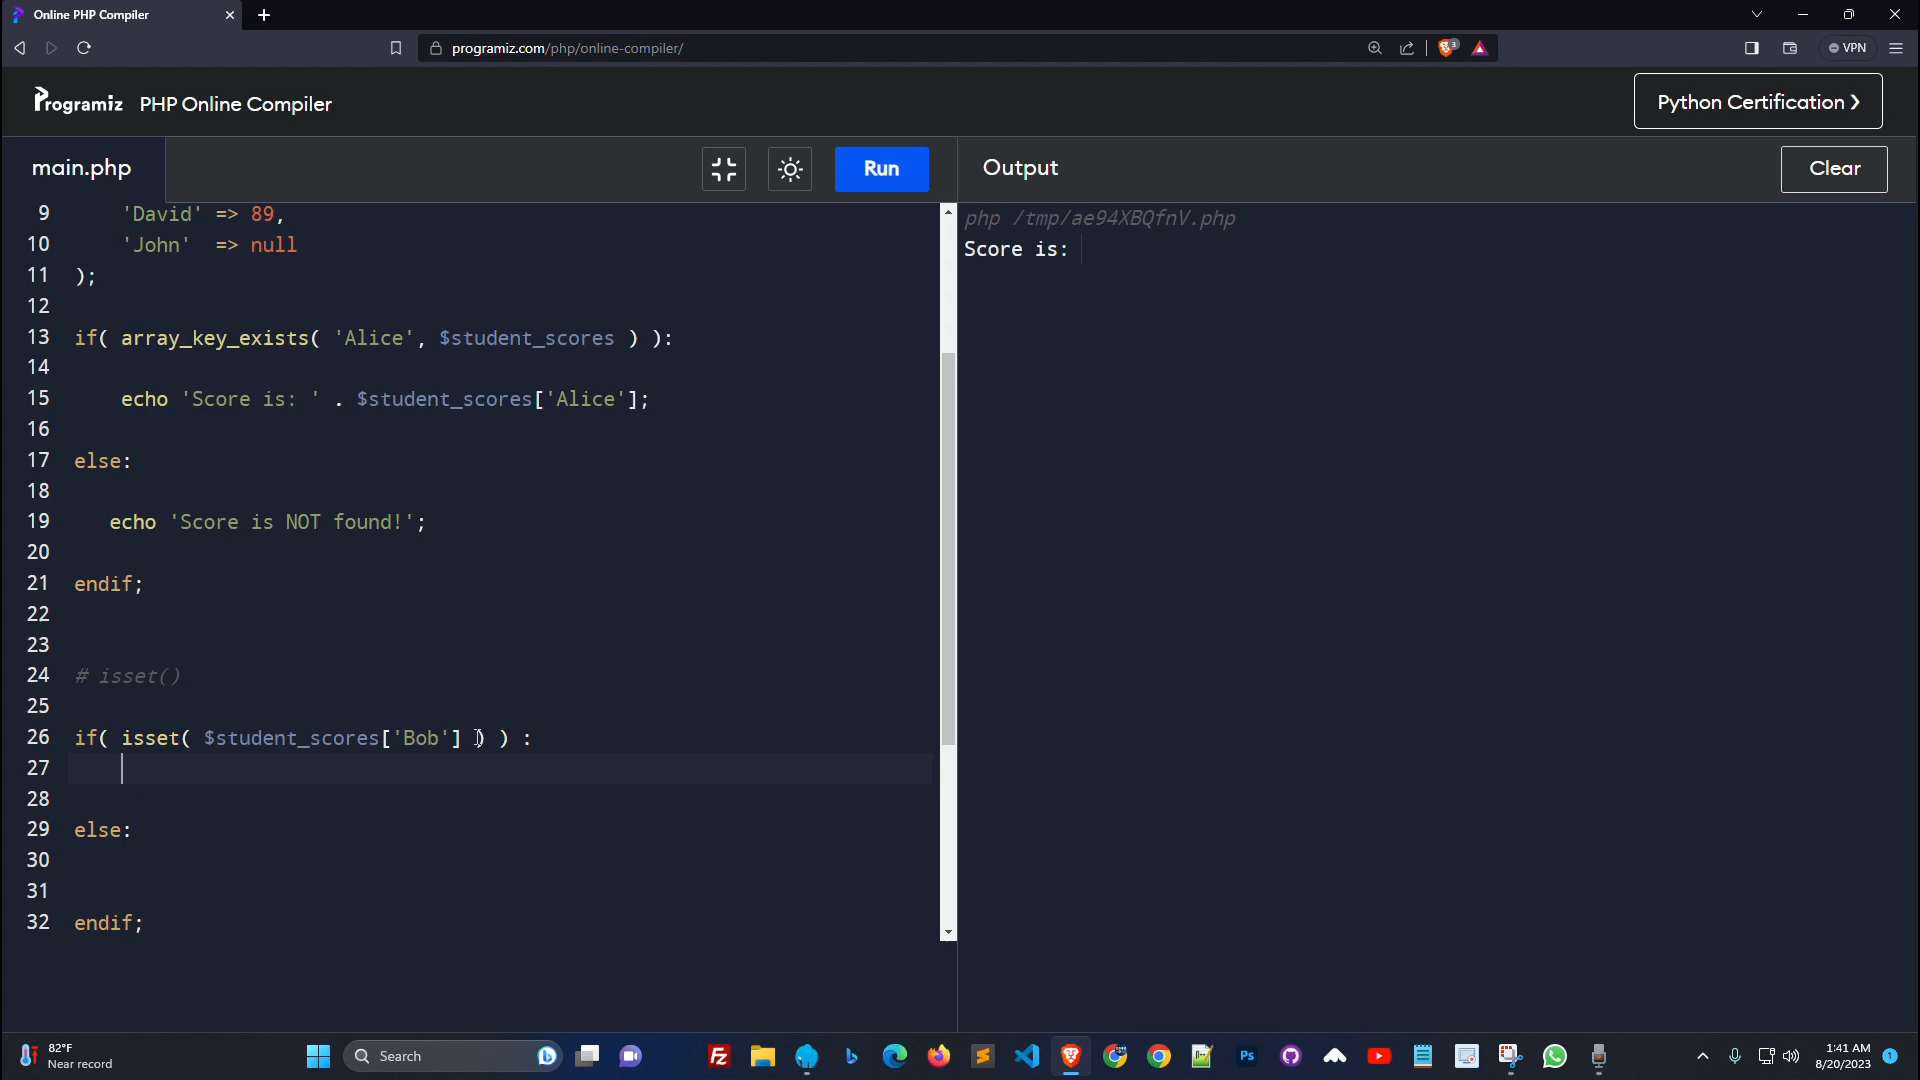 Online PHP Compiler
programiz.com/php/online-compiler/
3
VPN
Programiz
PHP Online Compiler
Python Certification ❯
main.php
Run
Output
Clear
9 'David' => 89,
10 'John' => null
11 );
12
13 if( array_key_exists( 'Alice', $student_scores ) ):
14
15 echo 'Score is: ' . $student_scores['Alice'];
16
17 else:
18
19 echo 'Score is NOT found!';
20
21 endif;
22
23
24 # isset()
25
26 if( isset( $student_scores['Bob'] ) ) :
27
28
29 else:
30
31
32 endif;
php /tmp/ae94XBQfnV.php
Score is:
82°F
Near record
Search
Fz
Ps
1:41 AM
8/20/2023
1